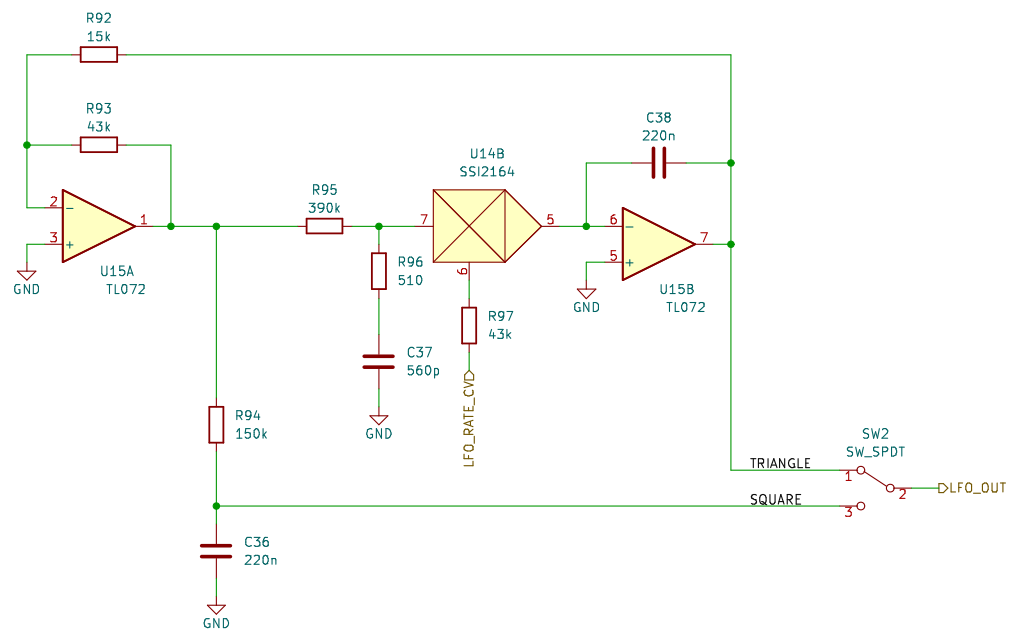 R92
15k
R93
43k
C38
220n
U14B
SSI2164
R95
390k
2
−
1
3
+
U15A
TL072
GND
7
5
6
R96
510
6
−
7
5
+
U15B
TL072
GND
R97
43k
C37
560p
GND
LFO_RATE_CV
R94
150k
SW2
SW_SPDT
TRIANGLE
1
2
LFO_OUT
SQUARE
3
C36
220n
GND